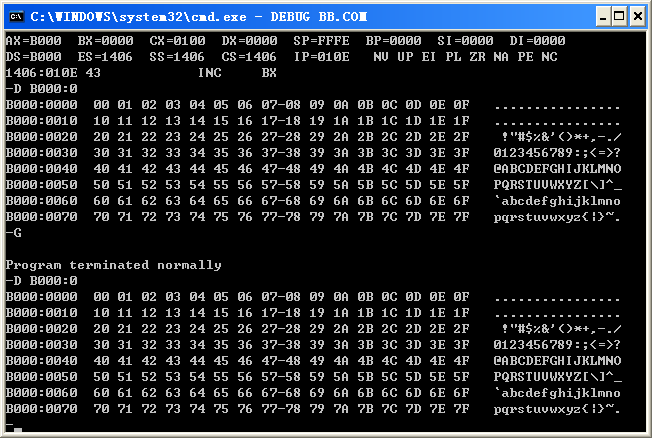 C:\WINDOWS\system32\cmd.exe - DEBUG BB.COM
AX=B000  BX=0000  CX=0100  DX=0000  SP=FFFE  BP=0000  SI=0000  DI=0000
DS=B000  ES=1406  SS=1406  CS=1406  IP=010E   NV UP EI PL ZR NA PE NC
1406:010E 43            INC     BX
-D B000:0
B000:0000  00 01 02 03 04 05 06 07-08 09 0A 0B 0C 0D 0E 0F   ................
B000:0010  10 11 12 13 14 15 16 17-18 19 1A 1B 1C 1D 1E 1F   ................
B000:0020  20 21 22 23 24 25 26 27-28 29 2A 2B 2C 2D 2E 2F    !"#$%&'()*+,-./
B000:0030  30 31 32 33 34 35 36 37-38 39 3A 3B 3C 3D 3E 3F   0123456789:;<=>?
B000:0040  40 41 42 43 44 45 46 47-48 49 4A 4B 4C 4D 4E 4F   @ABCDEFGHIJKLMNO
B000:0050  50 51 52 53 54 55 56 57-58 59 5A 5B 5C 5D 5E 5F   PQRSTUVWXYZ[\]^_
B000:0060  60 61 62 63 64 65 66 67-68 69 6A 6B 6C 6D 6E 6F   `abcdefghijklmno
B000:0070  70 71 72 73 74 75 76 77-78 79 7A 7B 7C 7D 7E 7F   pqrstuvwxyz{|}~.
-G
Program terminated normally
-D B000:0
B000:0000  00 01 02 03 04 05 06 07-08 09 0A 0B 0C 0D 0E 0F   ................
B000:0010  10 11 12 13 14 15 16 17-18 19 1A 1B 1C 1D 1E 1F   ................
B000:0020  20 21 22 23 24 25 26 27-28 29 2A 2B 2C 2D 2E 2F    !"#$%&'()*+,-./
B000:0030  30 31 32 33 34 35 36 37-38 39 3A 3B 3C 3D 3E 3F   0123456789:;<=>?
B000:0040  40 41 42 43 44 45 46 47-48 49 4A 4B 4C 4D 4E 4F   @ABCDEFGHIJKLMNO
B000:0050  50 51 52 53 54 55 56 57-58 59 5A 5B 5C 5D 5E 5F   PQRSTUVWXYZ[\]^_
B000:0060  60 61 62 63 64 65 66 67-68 69 6A 6B 6C 6D 6E 6F   `abcdefghijklmno
B000:0070  70 71 72 73 74 75 76 77-78 79 7A 7B 7C 7D 7E 7F   pqrstuvwxyz{|}~.
-